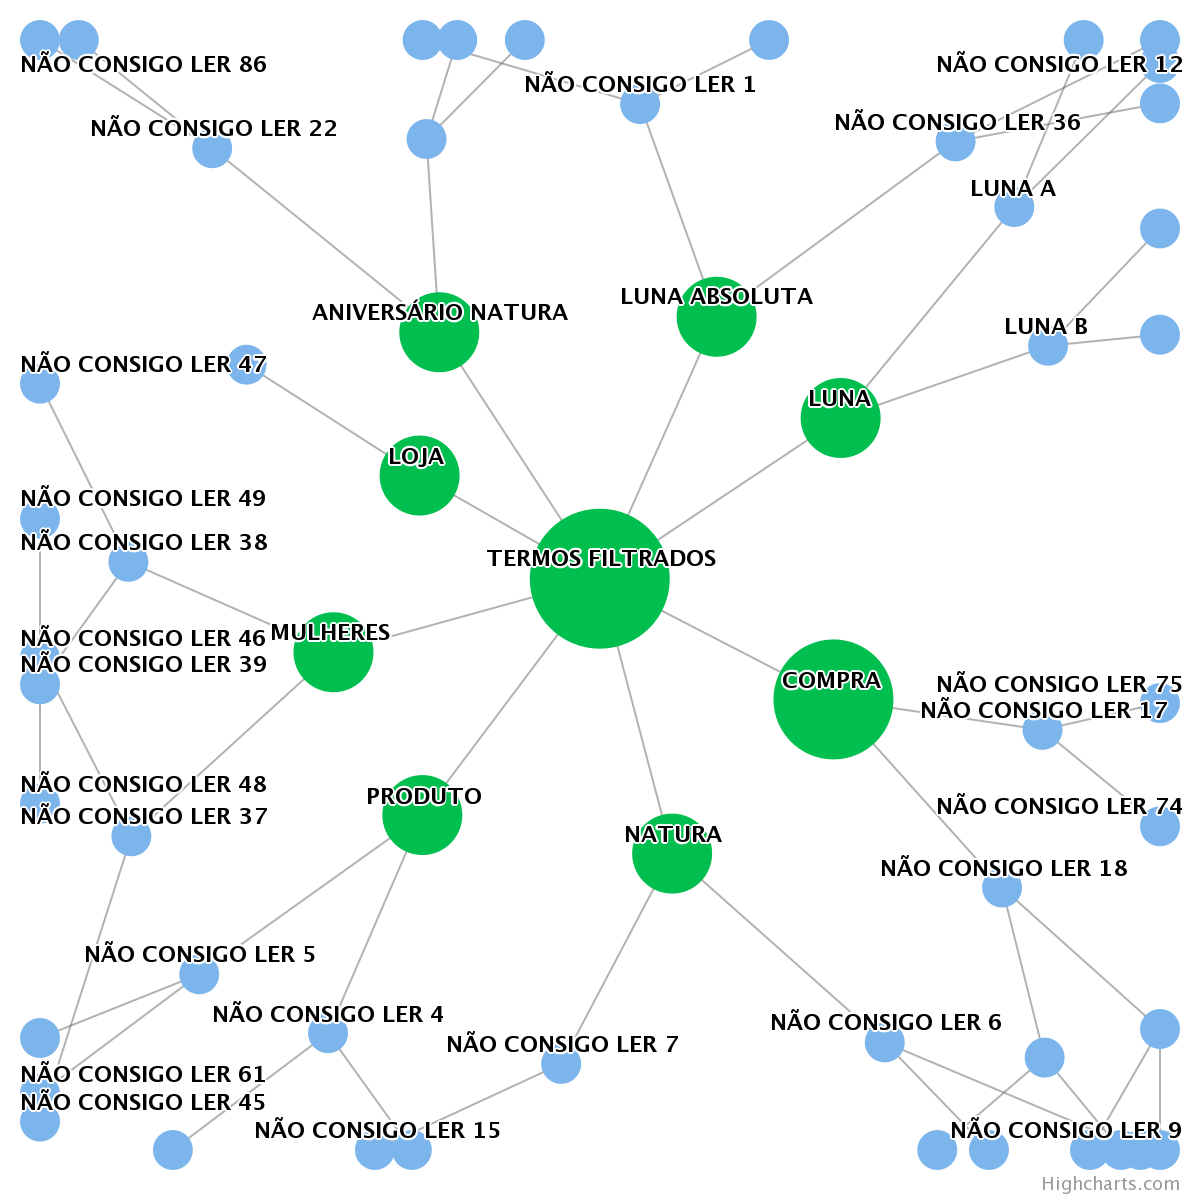 NÃO CONSIGO LER 86
NÃO CONSIGO LER 12
NÃO CONSIGO LER 1
NÃO CONSIGO LER 22
NÃO CONSIGO LER 36
LUNA A
ANIVERSÁRIO NATURA
LUNA ABSOLUTA
LUNA B
NÃO CONSIGO LER 47
LUNA
LOJA
NÃO CONSIGO LER 49
NÃO CONSIGO LER 38
TERMOS FILTRADOS
MULHERES
NÃO CONSIGO LER 46
NÃO CONSIGO LER 39
COMPRA
NÃO CONSIGO LER 75
NÃO CONSIGO LER 17
NÃO CONSIGO LER 48
PRODUTO
NÃO CONSIGO LER 74
NÃO CONSIGO LER 37
NATURA
NÃO CONSIGO LER 18
NÃO CONSIGO LER 5
NÃO CONSIGO LER 4
NÃO CONSIGO LER 6
NÃO CONSIGO LER 7
NÃO CONSIGO LER 61
NÃO CONSIGO LER 45
NÃO CONSIGO LER 15
NÃO CONSIGO LER 9
Highcharts.com